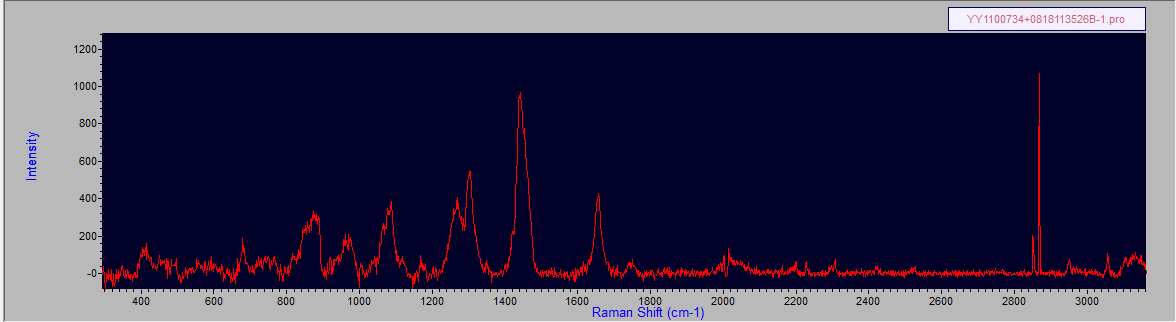 YY1100734+0818113526B-1.pro
1200
1000
800
600
400
200
-0
Intensity
400 600 800 1000 1200 1400 1600 1800 2000 2200 2400 2600 2800 3000
Raman Shift (cm-1)